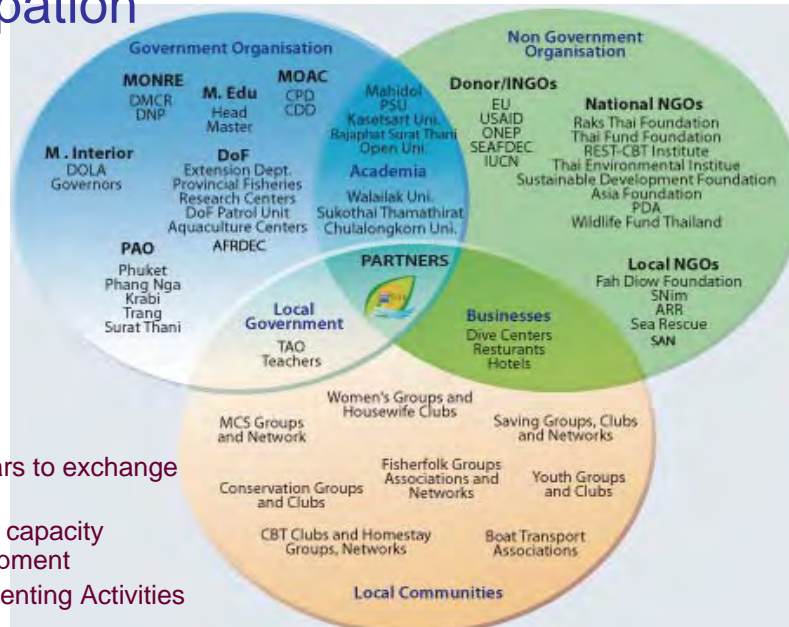 pation
Government Organisation
MONRE
DMCR
DNP
M. Edu
Head
Master
MOAC
CPD
CDD
M . Interior
DOLA
Governors
DoF
Extension Dept.
Provincial Fisheries
Research Centers
DoF Patrol Unit
Aquaculture Centers
AFRDEC
PAO
Phuket
Phang Nga
Krabi
Trang
Surat Thani
Mahidol
PSU
Kasetsart Uni.
Rajaphat Surat Thani
Open Uni.
Academia
Walailak Uni.
Sukothai Thamathirat
Chulalongkorn Uni.
Non Government
Organisation
Donor/INGOs
EU
USAID
ONEP
SEAFDEC
IUCN
National NGOs
Raks Thai Foundation
Thai Fund Foundation
REST-CBT Institute
Thai Environmental Institue
Sustainable Development Foundation
Asia Foundation
PDA
Wildlife Fund Thailand
Local NGOs
Fah Diow Foundation
SNim
ARR
Sea Rescue
SAN
PARTNERS
Local
Government
TAO
Teachers
Businesses
Dive Centers
Resturants
Hotels
Women's Groups and
Housewife Clubs
MCS Groups
and Network
Saving Groups, Clubs
and Networks
Fisherfolk Groups
Associations and
Networks
Conservation Groups
and Clubs
Youth Groups
and Clubs
CBT Clubs and Homestay
Groups, Networks
Boat Transport
Associations
Local Communities
ars to exchange
capacity
pment
enting Activities